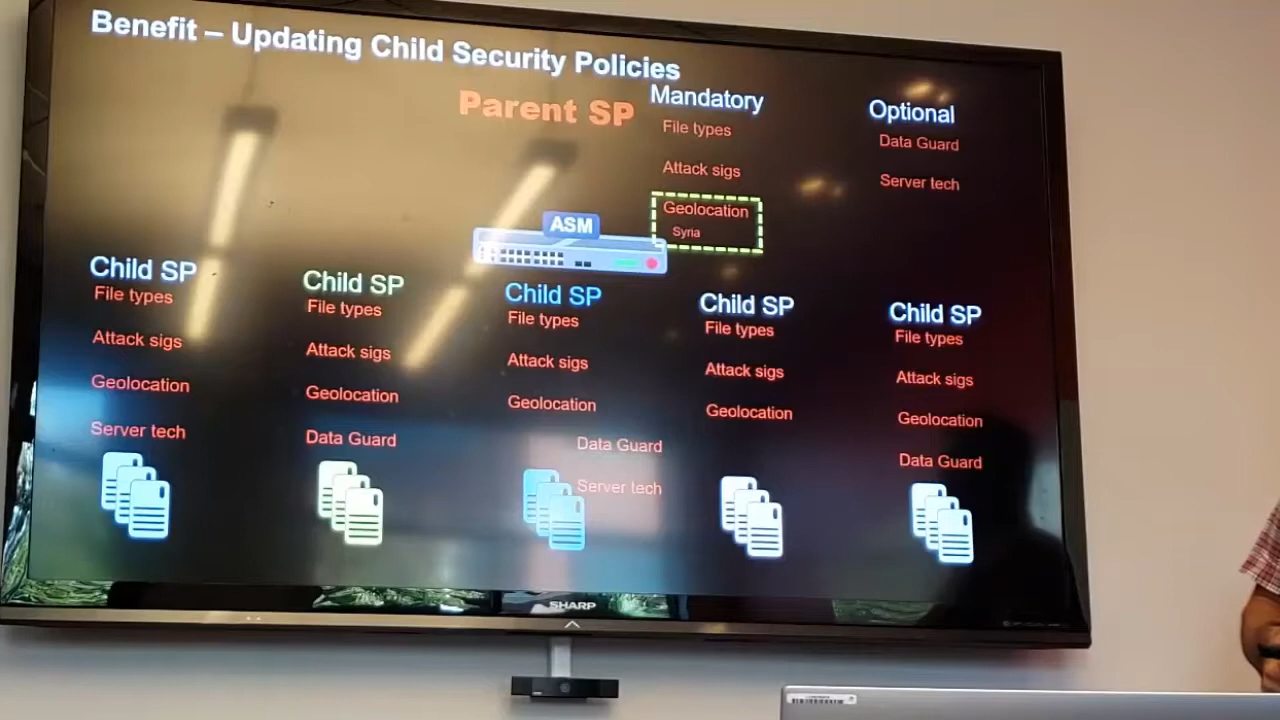 Benefit – Updating Child Security Policies
Parent SP
Mandatory
File types
Attack sigs
Geolocation
Syria
Optional
Data Guard
Server tech
ASM
Child SP
File types
Attack sigs
Geolocation
Server tech
Child SP
File types
Attack sigs
Geolocation
Data Guard
Child SP
File types
Attack sigs
Geolocation
Data Guard
Server tech
Child SP
File types
Attack sigs
Geolocation
Child SP
File types
Attack sigs
Geolocation
Data Guard
SHARP